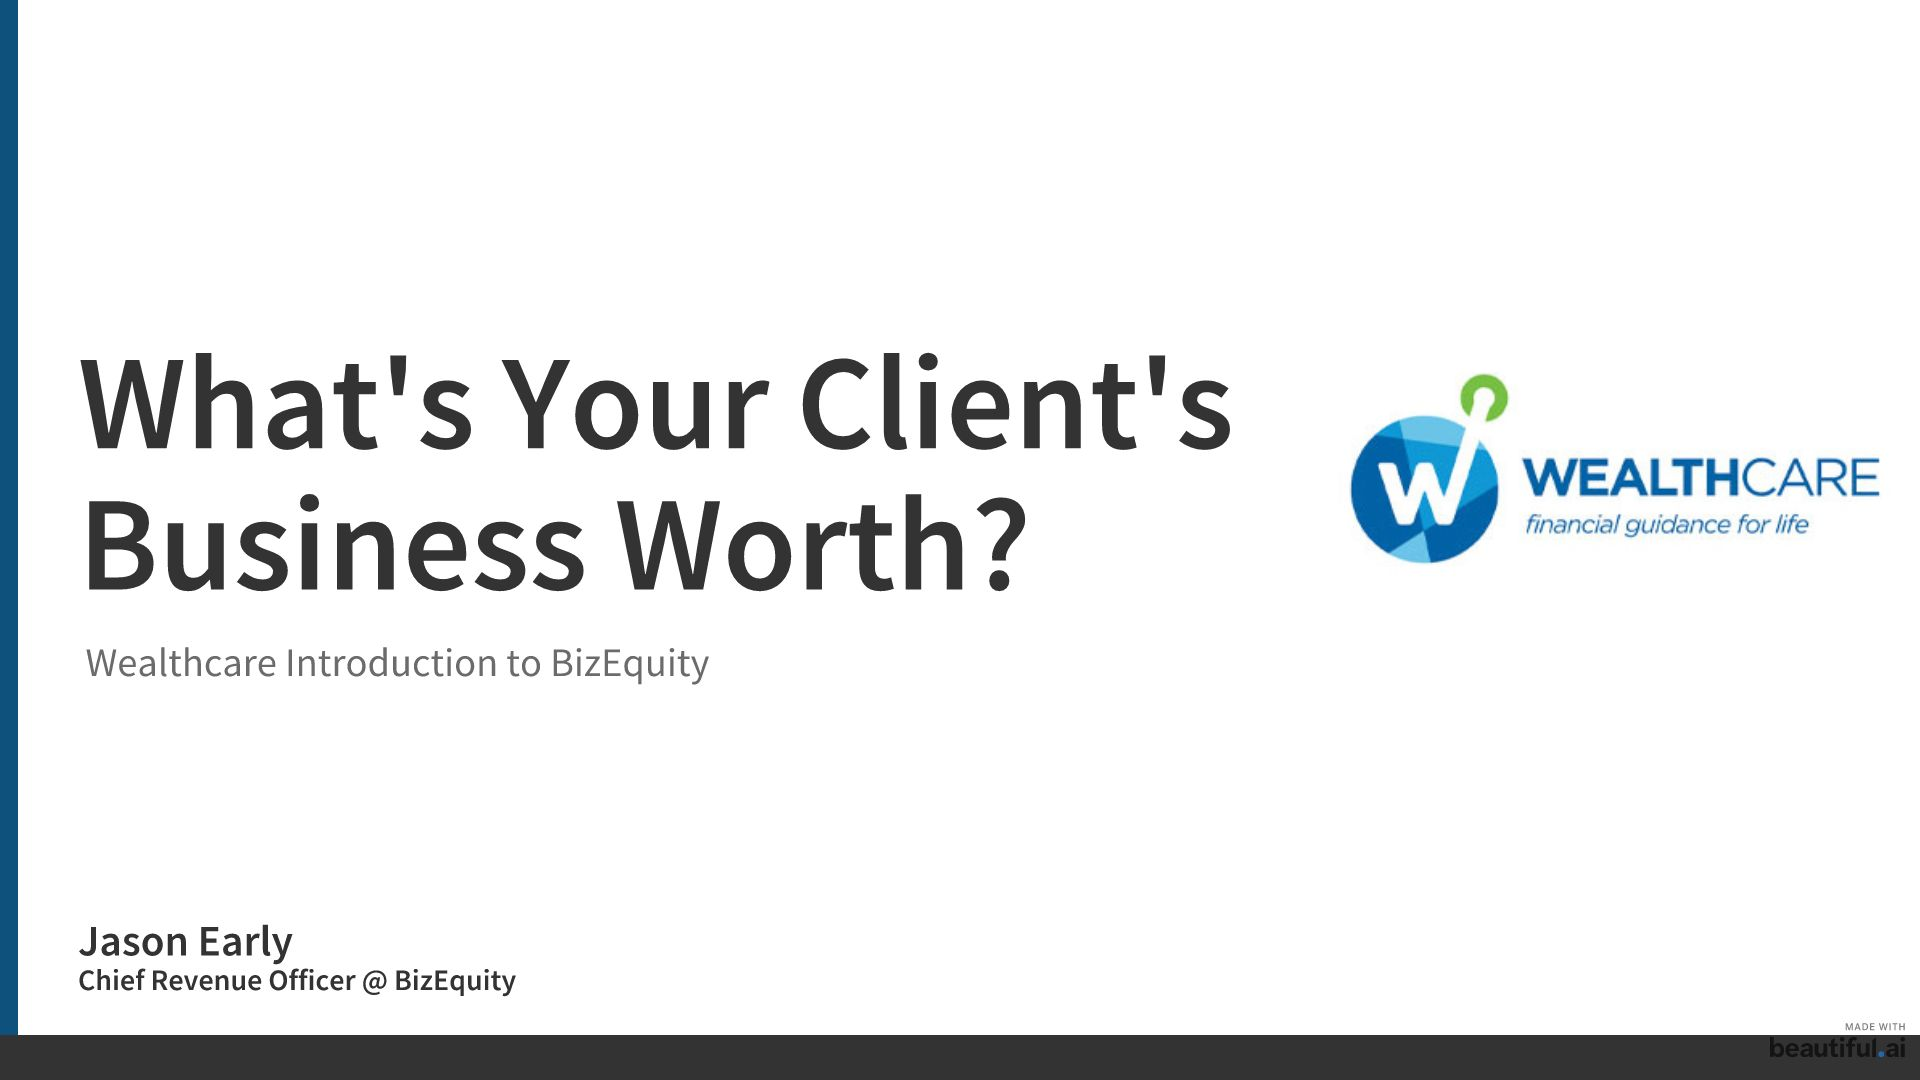 What's Your Client's
Business Worth?
WEALTHCARE
financial guidance for life
Wealthcare Introduction to BizEquity
Jason Early
Chief Revenue Officer @ BizEquity
MADE WITH
beautiful.ai